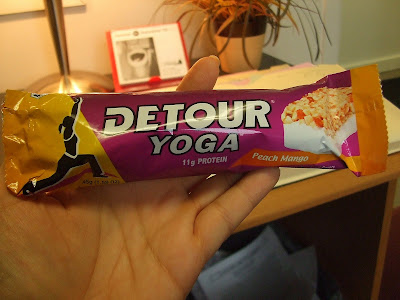 DETOUR
YOGA
11g PROTEIN
Peach Mango